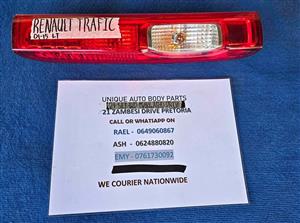 RENAULT TRAFIC
01-15 LT
UNIQUE AUTO BODY PARTS
21 ZAMBESI DRIVE PRETORIA
CALL OR WHATSAPP ON
RAEL - 0649060867
ASH - 0624880820
EMY - 0761730092
WE COURIER NATIONWIDE